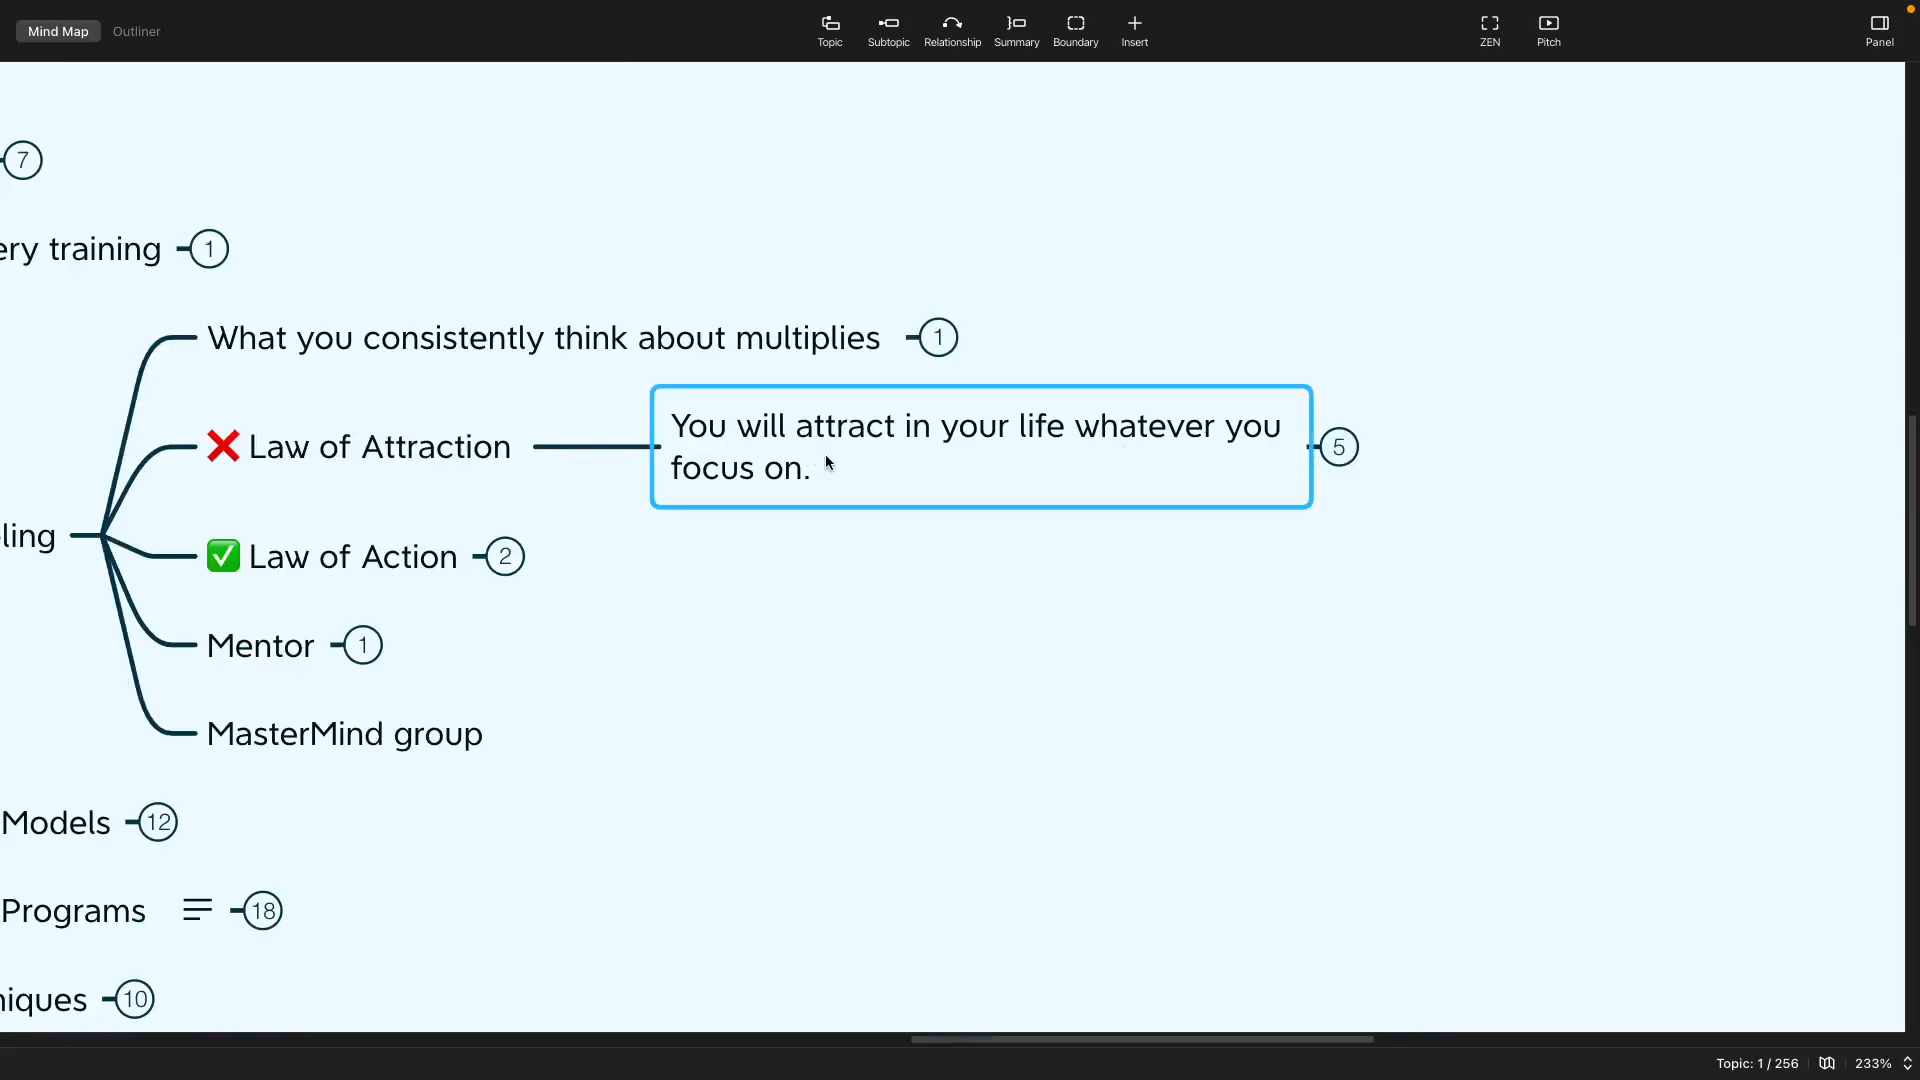 Mind Map
Outliner
Topic
Subtopic
Relationship
Summary
Boundary
Insert
ZEN
Pitch
Panel
7
ery training
1
What you consistently think about multiplies
1
❌ Law of Attraction
You will attract in your life whatever you
focus on.
5
ling
✅ Law of Action
2
Mentor
1
MasterMind group
Models
12
Programs
18
niques
10
Topic: 1 / 256
233%